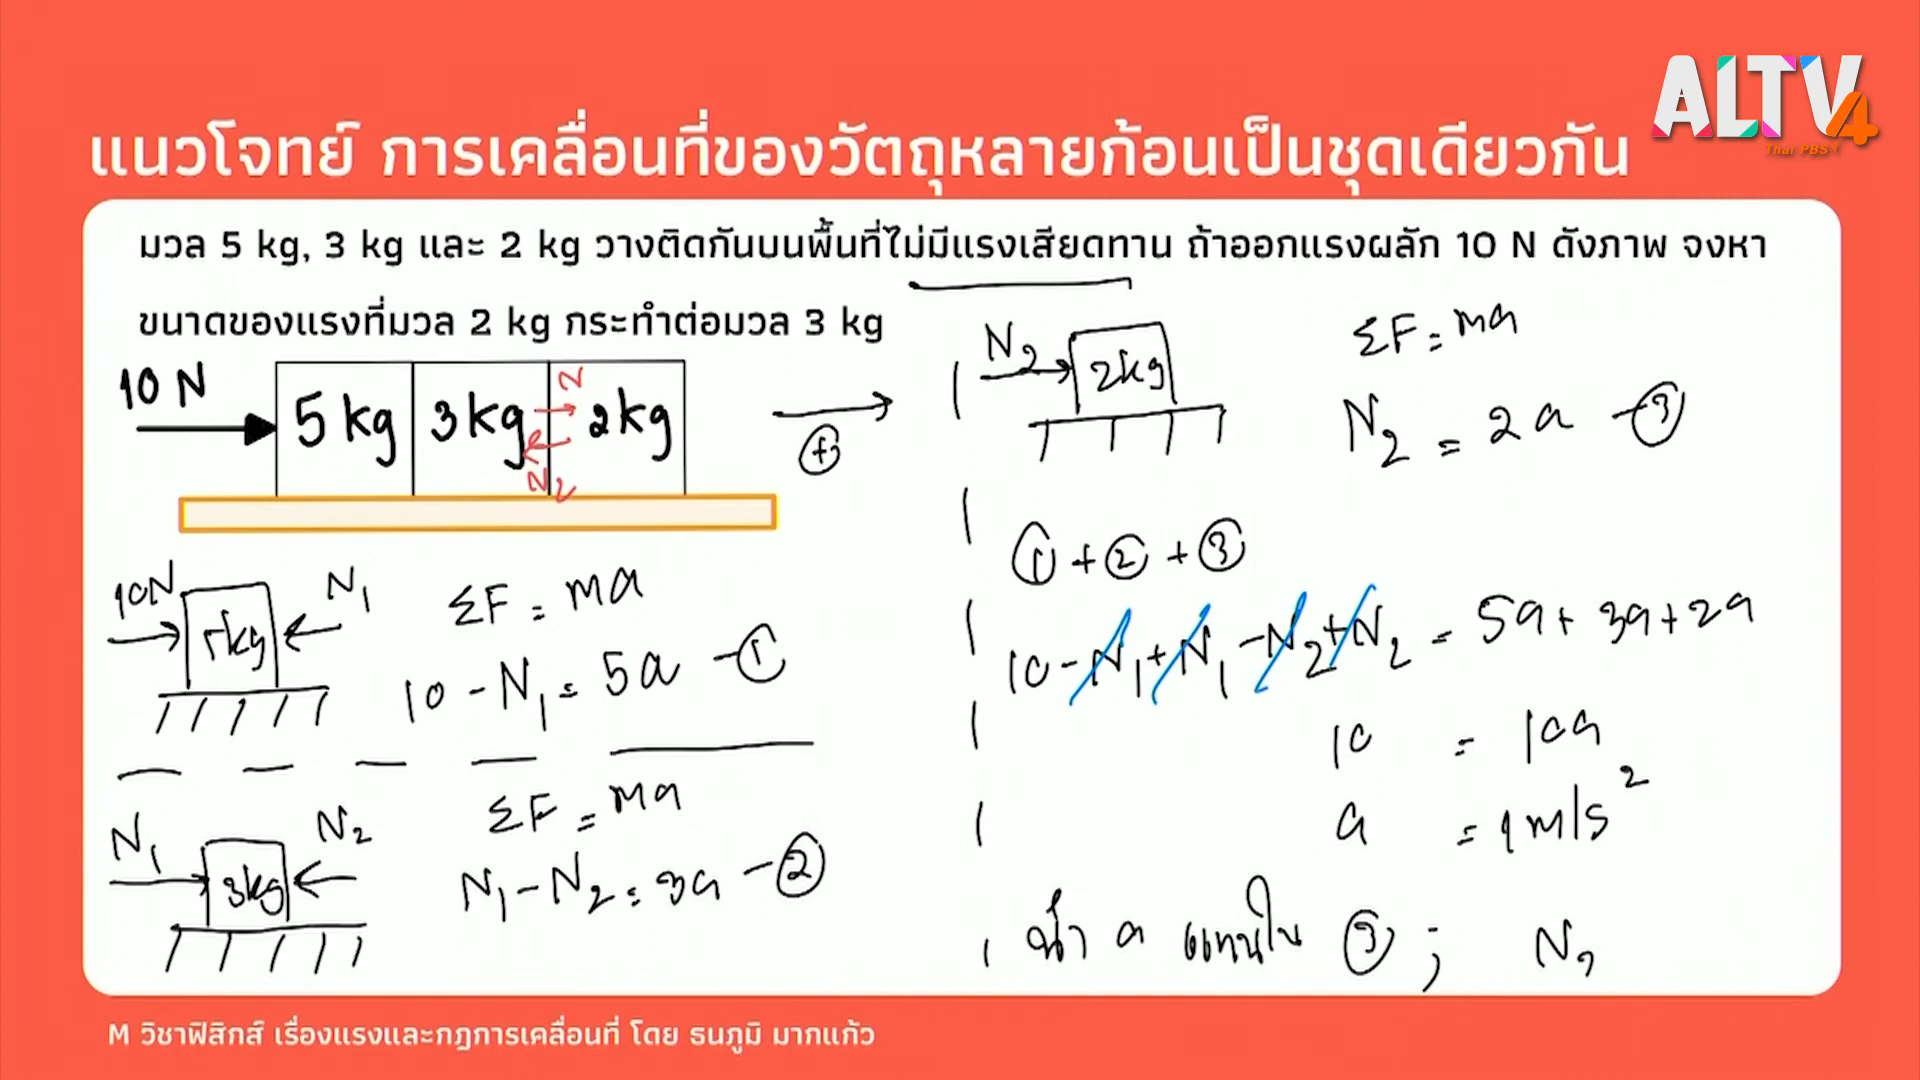 ALTV4
Thai PBS
แนวโจทย์ การเคลื่อนที่ของวัตถุหลายก้อนเป็นชุดเดียวกัน
มวล 5 kg, 3 kg และ 2 kg วางติดกันบนพื้นที่ไม่มีแรงเสียดทาน ถ้าออกแรงผลัก 10 N ดังภาพ จงหา
ขนาดของแรงที่มวล 2 kg กระทำต่อมวล 3 kg
10 N
5 kg
3 kg
2 kg
N
N2
+
10N
5kg
N1
ΣF = ma
10 - N1 = 5a - ①
N1
3kg
N2
ΣF = ma
N1 - N2 = 3a - ②
N2
2kg
ΣF = ma
N2 = 2a - ③
① + ② + ③
10 - N1 + N1 - N2 + N2 = 5a + 3a + 2a
10 = 10a
a = 1 m/s²
นำ a แทนใน ③ ; N2
M วิชาฟิสิกส์ เรื่องแรงและกฎการเคลื่อนที่ โดย ธนภูมิ มากแก้ว